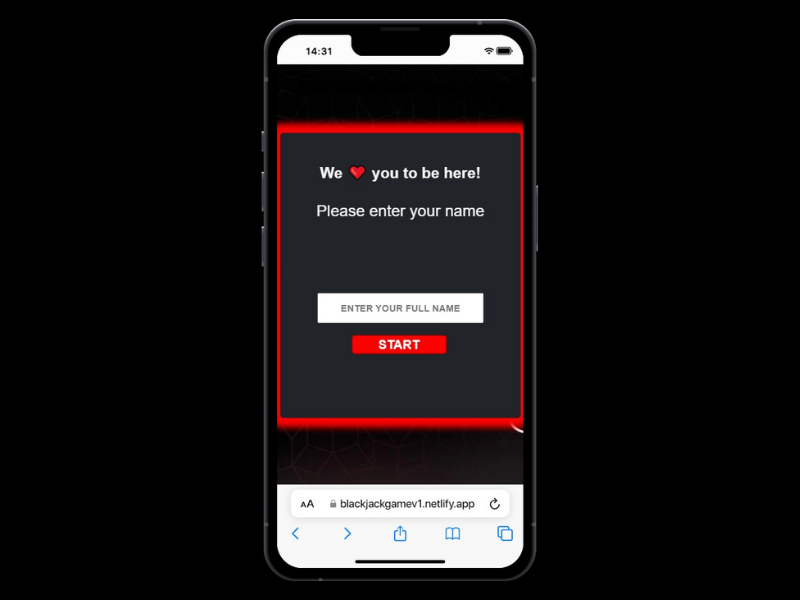 14:31
We ❤️ you to be here!
Please enter your name
ENTER YOUR FULL NAME
START
AA blackjackgamev1.netlify.app